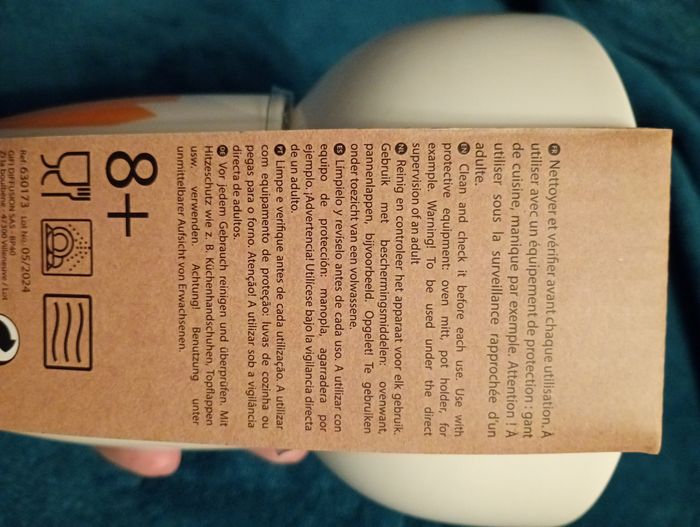 FR Nettoyer et vérifier avant chaque utilisation. À
utiliser avec un équipement de protection : gant
de cuisine, manique par exemple. Attention ! À
utiliser sous la surveillance rapprochée d'un
adulte.
EN Clean and check it before each use. Use with
protective equipment: oven mitt, pot holder, for
example. Warning! To be used under the direct
supervision of an adult
NL Reinig en controleer het apparaat voor elk gebruik.
Gebruik met beschermingsmiddelen: ovenwant,
pannenlappen, bijvoorbeeld. Opgelet! Te gebruiken
onder toezicht van een volwassene.
ES Límpielo y revíselo antes de cada uso. A utilizar con
equipo de protección: manopla, agarradera por
ejemplo. ¡Advertencia! Utilícese bajo la vigilancia directa
de un adulto.
PT Limpe e verifique antes de cada utilização. A utilizar
com equipamento de proteção: luvas de cozinha ou
pegas para o forno. Atenção! A utilizar sob a vigilância
directa de adultos.
DE Vor jedem Gebrauch reinigen und überprüfen. Mit
Hitzeschutz wie z. B. Küchenhandschuhen, Topflappen
usw. verwenden. Achtung! Benutzung unter
unmittelbarer Aufsicht von Erwachsenen.
8+
Ref 630173 Lot No. 05/2024
GIFI DIFFUSION SAS - BP40
47 300 Villeneuve / Lot